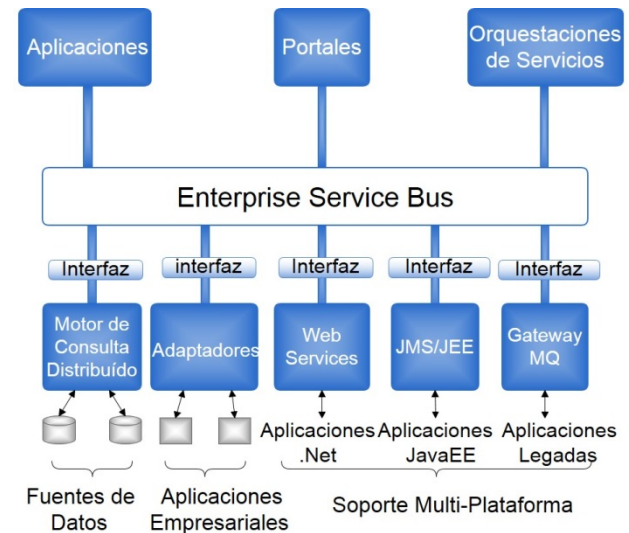 Aplicaciones
Portales
Orquestaciones
de Servicios
Enterprise Service Bus
Interfaz
interfaz
Interfaz
Interfaz
Interfaz
Motor de
Consulta
Distribuído
Adaptadores
Web
Services
JMS/JEE
Gateway
MQ
Aplicaciones
.Net
Aplicaciones
JavaEE
Aplicaciones
Legadas
Fuentes de
Datos
Aplicaciones
Empresariales
Soporte Multi-Plataforma